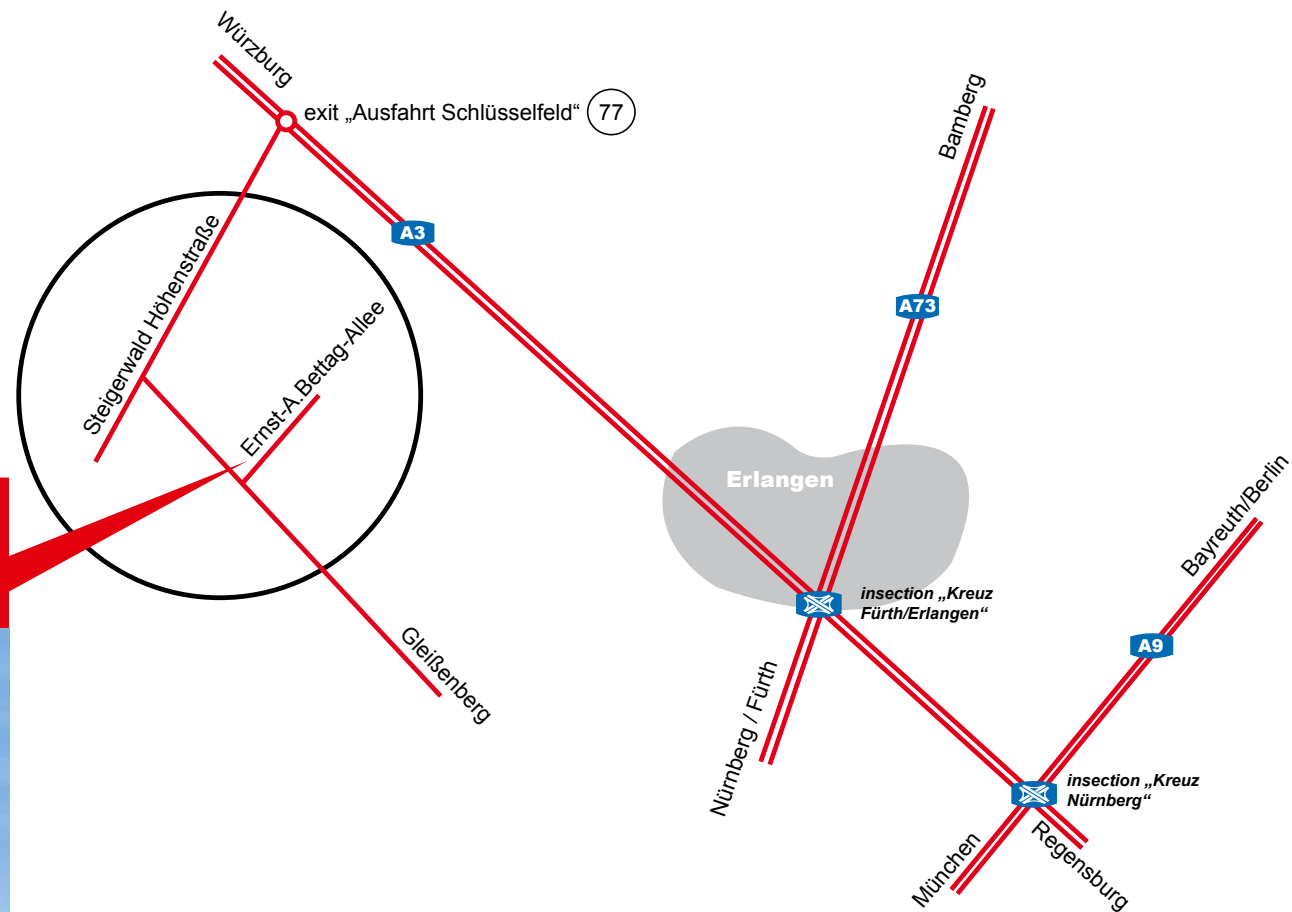 Würzburg
exit „Ausfahrt Schlüsselfeld“ 77
Bamberg
A3
Steigerwald Höhenstraße
A73
Ernst-A.Bettag-Allee
Erlangen
Bayreuth/Berlin
insection „Kreuz
Fürth/Erlangen“
A9
Gleißenberg
Nürnberg / Fürth
insection „Kreuz
Nürnberg“
München
Regensburg